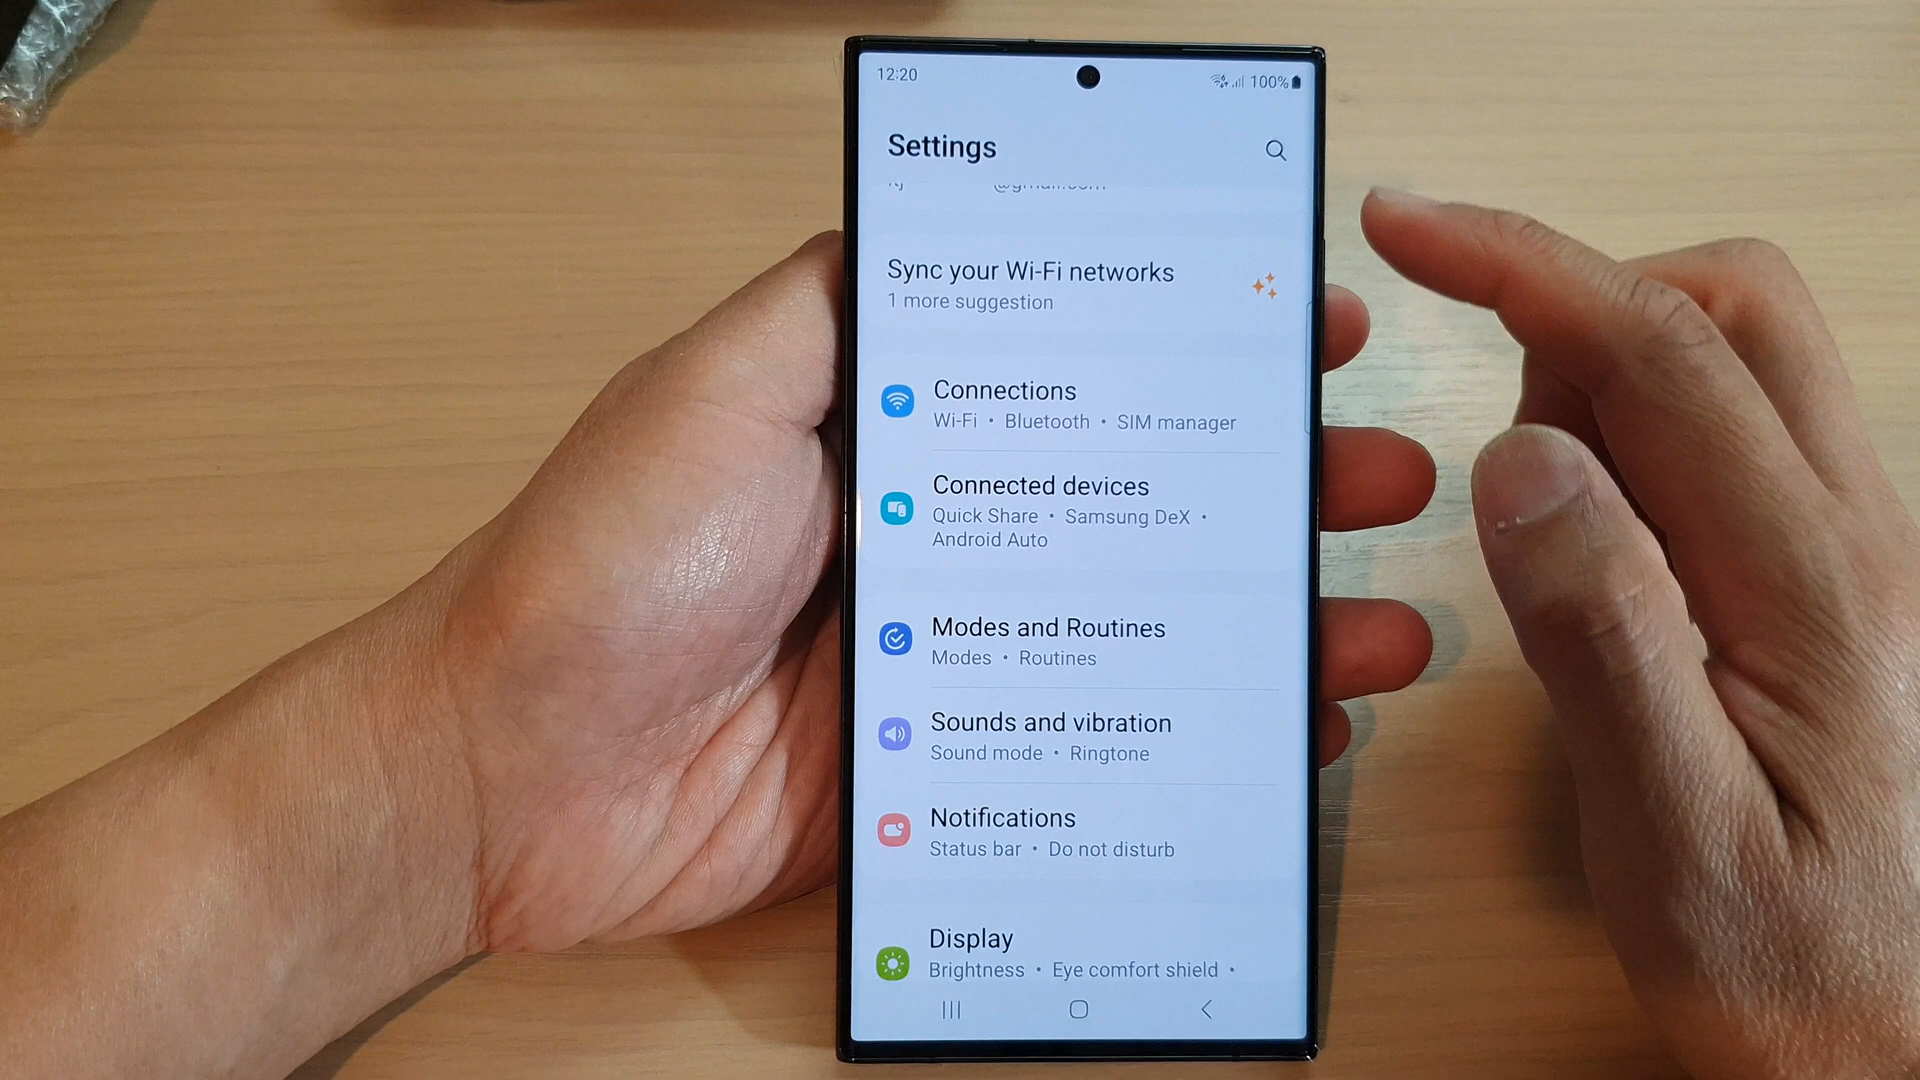 12:20
100%
Settings
@gmail.com
Sync your Wi-Fi networks
1 more suggestion
Connections
Wi-Fi • Bluetooth • SIM manager
Connected devices
Quick Share • Samsung DeX •
Android Auto
Modes and Routines
Modes • Routines
Sounds and vibration
Sound mode • Ringtone
Notifications
Status bar • Do not disturb
Display
Brightness • Eye comfort shield •